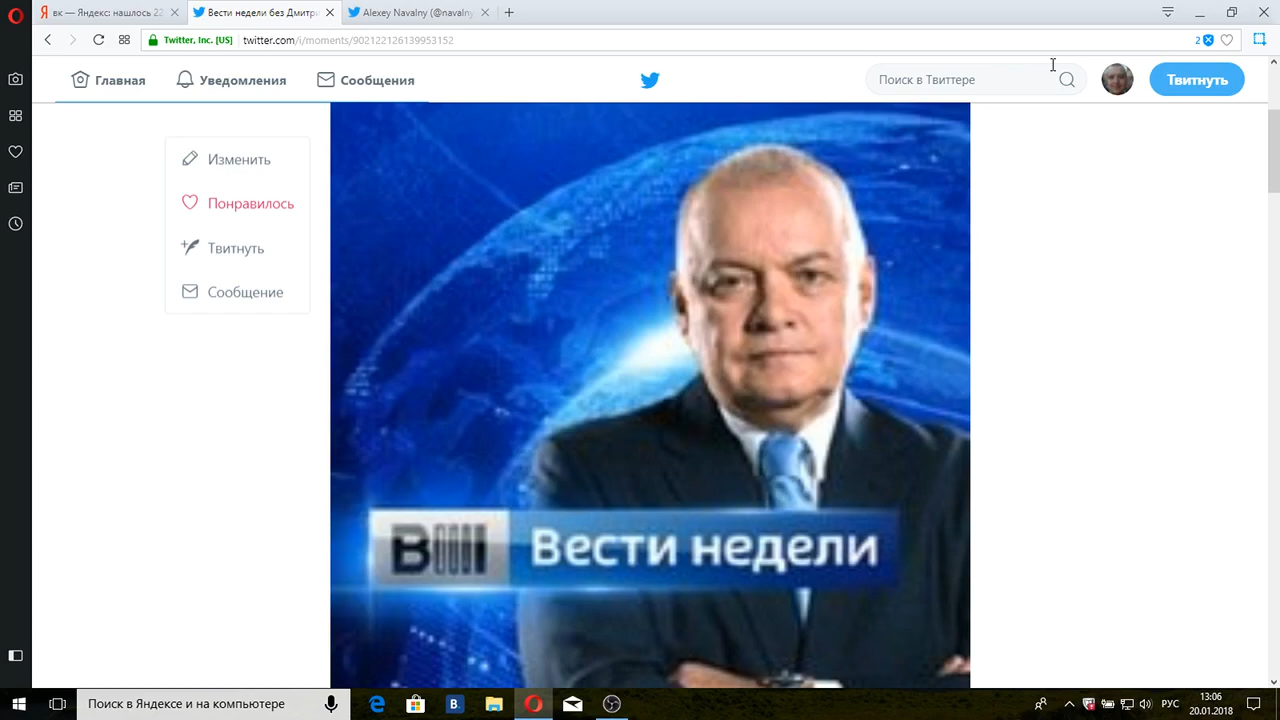 вк — Яндекс: нашлось 22
Вести недели без Дмитри
Alexey Navalny (@navalny
Twitter, Inc. [US]
twitter.com/i/moments/902122126139953152
2
Главная
Уведомления
Сообщения
Поиск в Твиттере
Твитнуть
Изменить
Понравилось
Твитнуть
Сообщение
Вести недели
Поиск в Яндексе и на компьютере
РУС
13:06
20.01.2018